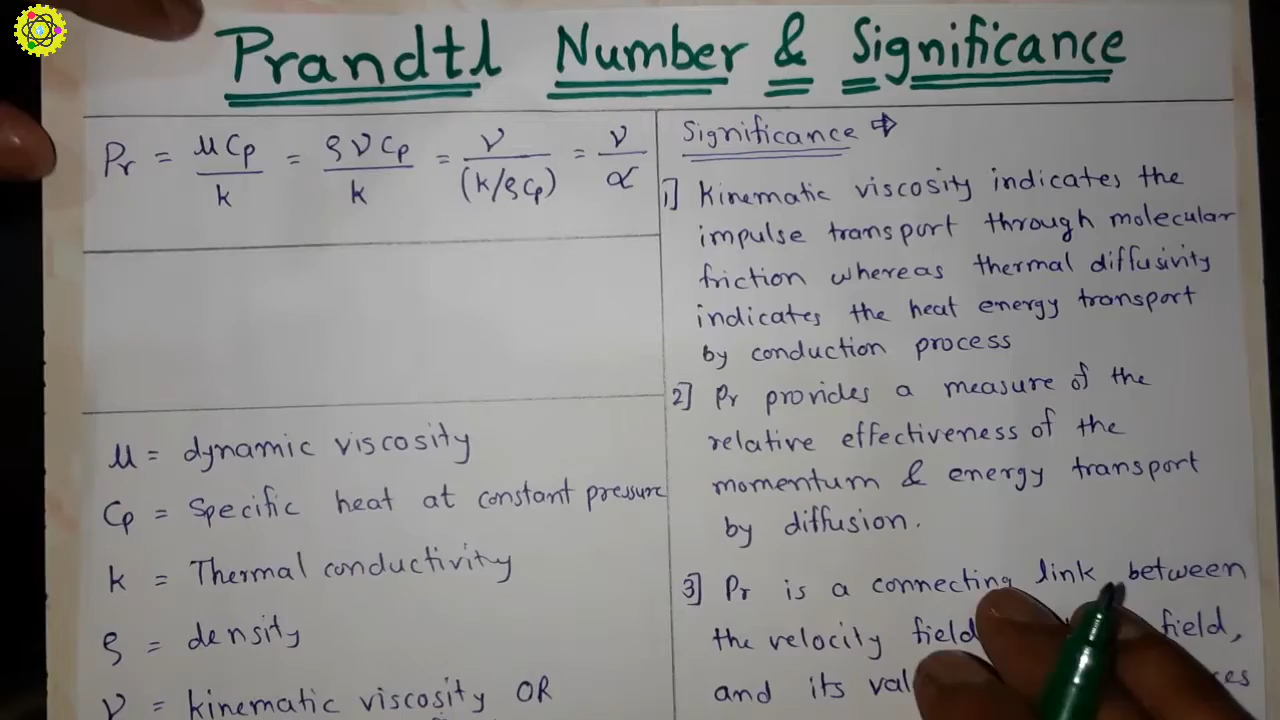 Prandtl Number & Significance
Pr = μCp/k = ρνCp/k = ν/(k/ρCp) = ν/α
μ = dynamic viscosity
Cp = Specific heat at constant pressure
k = Thermal conductivity
ρ = density
ν = kinematic viscosity OR
Significance ⇒
1] Kinematic viscosity indicates the
impulse transport through molecular
friction whereas thermal diffusivity
indicates the heat energy transport
by conduction process
2] Pr provides a measure of the
relative effectiveness of the
momentum & energy transport
by diffusion.
3] Pr is a connecting link between
the velocity field field,
and its